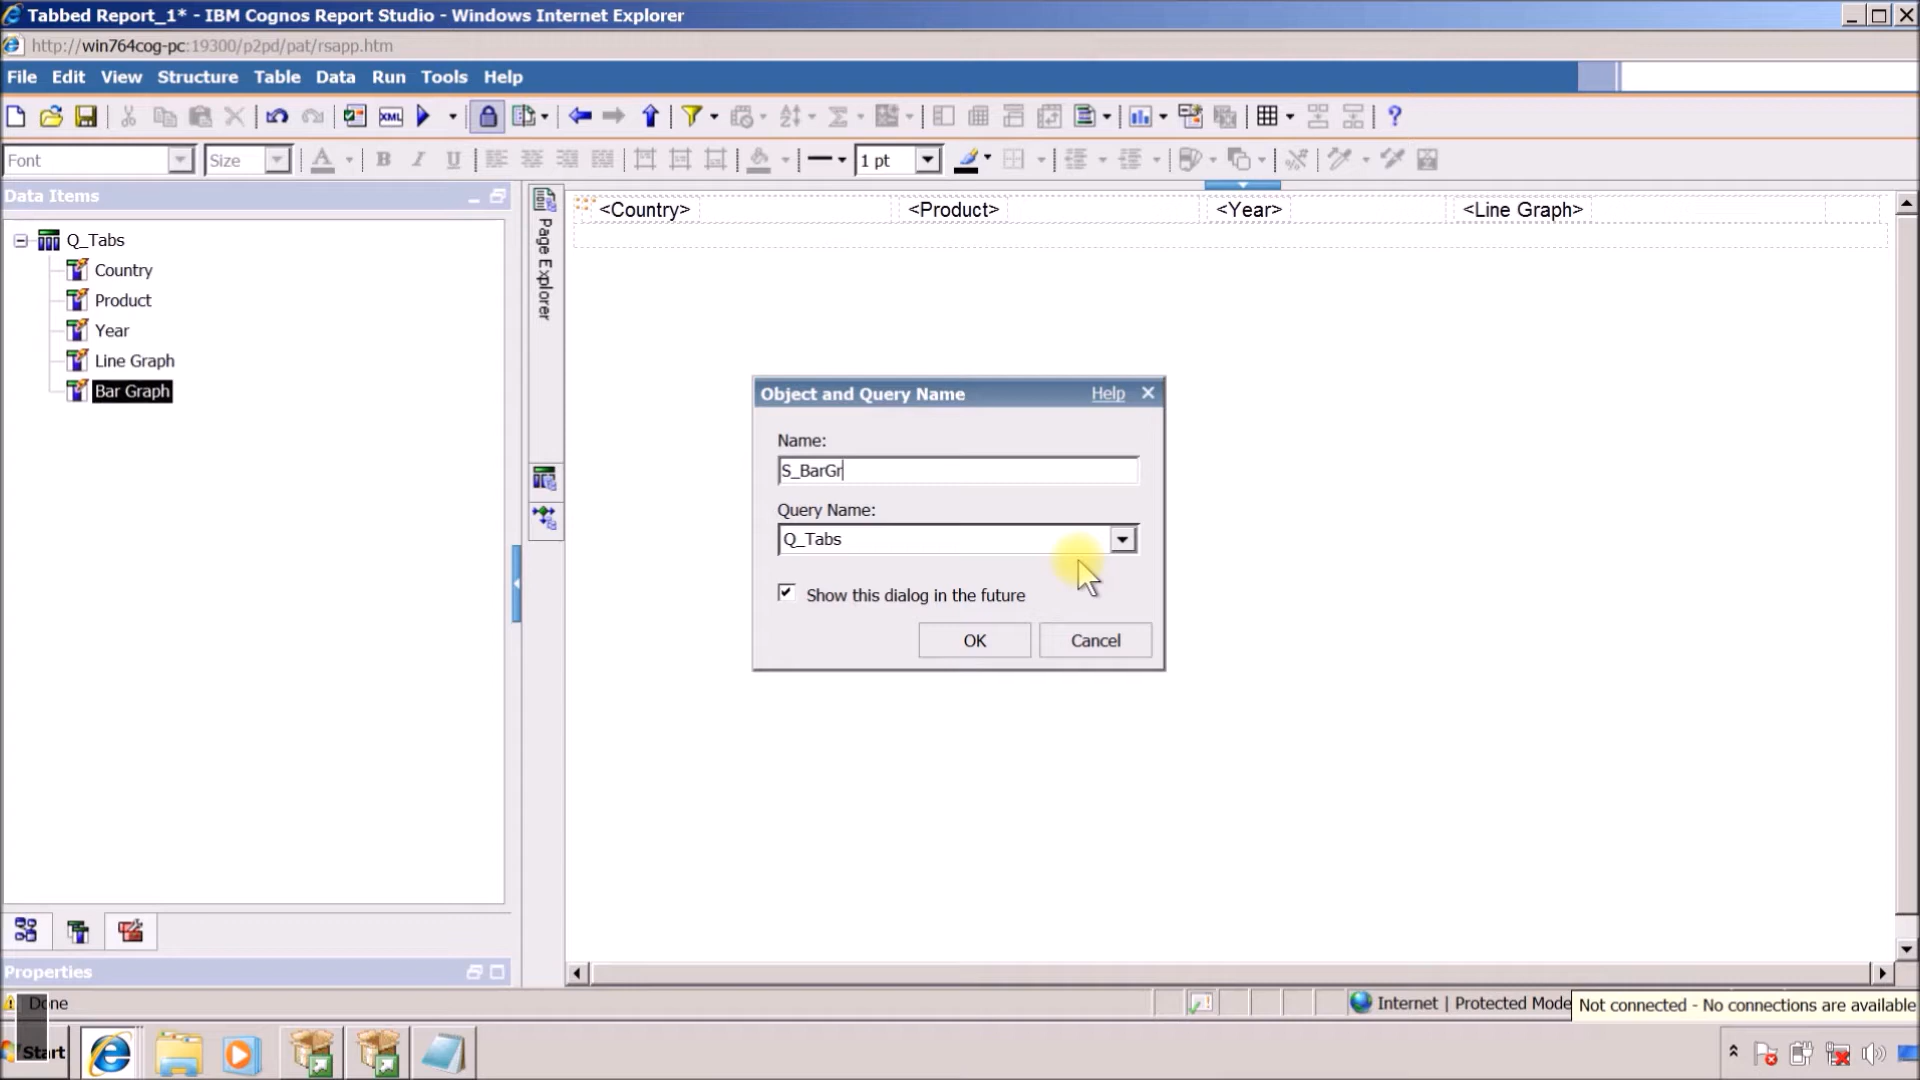 Tabbed Report_1* - IBM Cognos Report Studio - Windows Internet Explorer
http://win764cog-pc:19300/p2pd/pat/rsapp.htm
File Edit View Structure Table Data Run Tools Help
XML
Font Size A B I U 1 pt
Data Items
Q_Tabs
Country
Product
Year
Line Graph
Bar Graph
Page Explorer
<Country> <Product> <Year> <Line Graph>
Object and Query Name Help
Name:
S_BarGr
Query Name:
Q_Tabs
Show this dialog in the future
OK Cancel
Properties
Done
Internet | Protected Mode
Not connected - No connections are available
Start